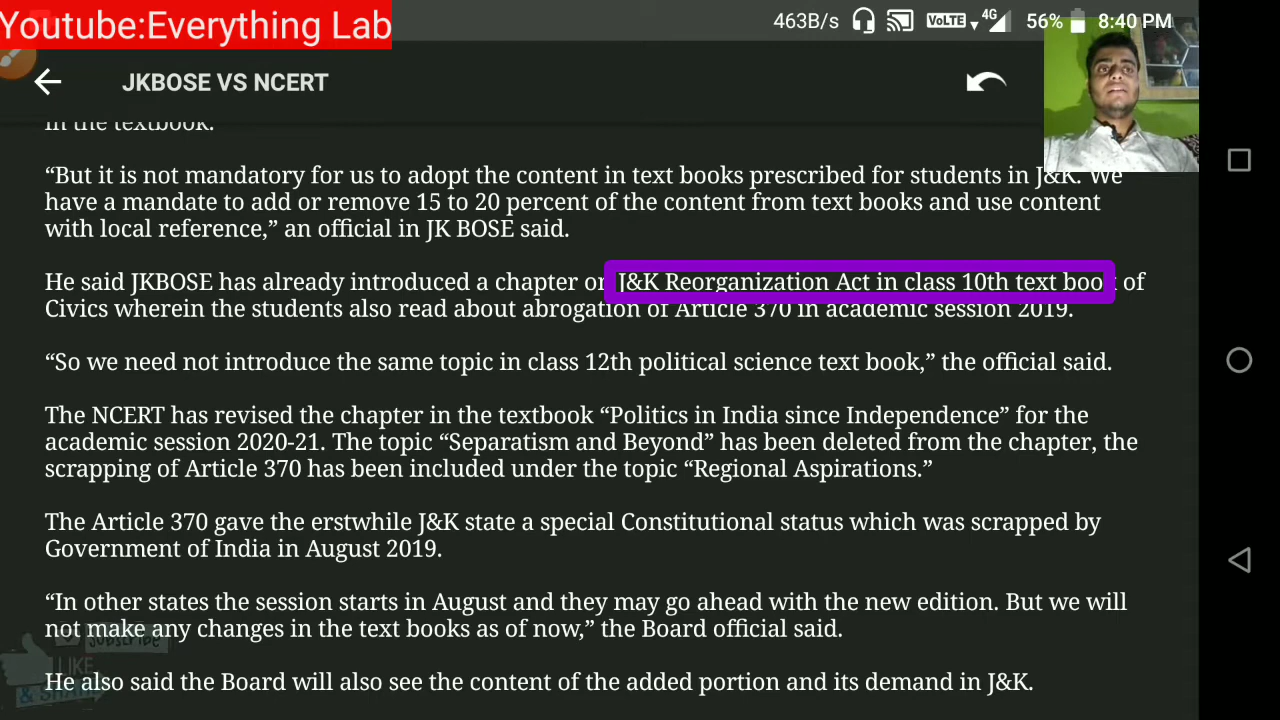 Youtube:Everything Lab
463B/s VoLTE 4G 56% 8:40 PM
JKBOSE VS NCERT
in the textbook.
“But it is not mandatory for us to adopt the content in text books prescribed for students in J&K. We
have a mandate to add or remove 15 to 20 percent of the content from text books and use content
with local reference,” an official in JK BOSE said.
He said JKBOSE has already introduced a chapter on J&K Reorganization Act in class 10th text boo of
Civics wherein the students also read about abrogation of Article 370 in academic session 2019.
“So we need not introduce the same topic in class 12th political science text book,” the official said.
The NCERT has revised the chapter in the textbook “Politics in India since Independence” for the
academic session 2020-21. The topic “Separatism and Beyond” has been deleted from the chapter, the
scrapping of Article 370 has been included under the topic “Regional Aspirations.”
The Article 370 gave the erstwhile J&K state a special Constitutional status which was scrapped by
Government of India in August 2019.
“In other states the session starts in August and they may go ahead with the new edition. But we will
not make any changes in the text books as of now,” the Board official said.
SUBSCRIBE
LIKE
& SHARE
He also said the Board will also see the content of the added portion and its demand in J&K.